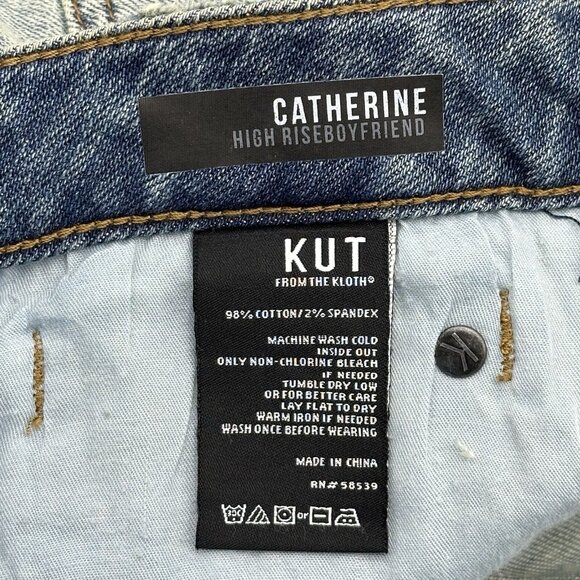 CATHERINE
HIGH RISEBOYFRIEND
KUT
FROM THE KLOTH®
98% COTTON/2% SPANDEX
MACHINE WASH COLD
INSIDE OUT
ONLY NON-CHLORINE BLEACH
IF NEEDED
TUMBLE DRY LOW
OR FOR BETTER CARE
LAY FLAT TO DRY
WARM IRON IF NEEDED
WASH ONCE BEFORE WEARING
MADE IN CHINA
RN# 58539
or
K